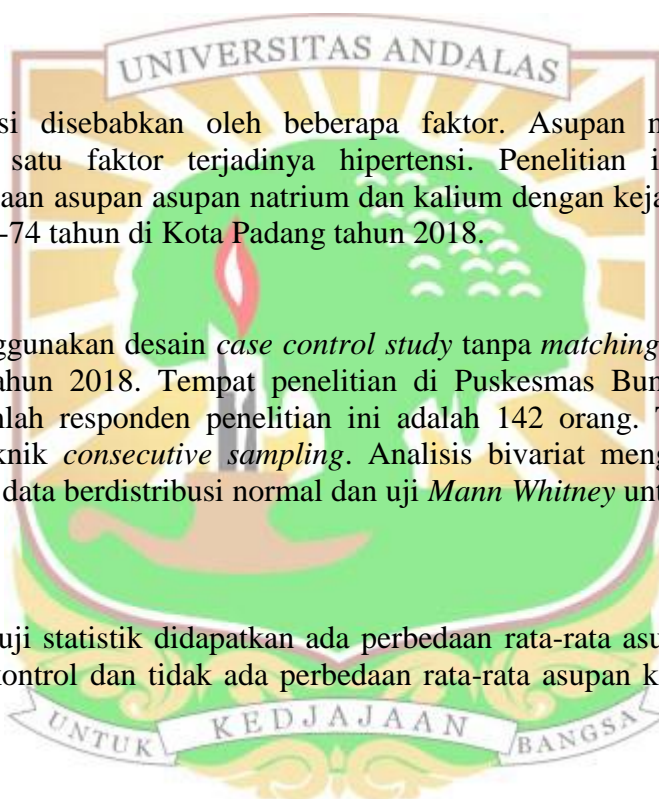 UNIVERSITAS ANDALAS
si disebabkan oleh beberapa faktor. Asupan
satu faktor terjadinya hipertensi. Penelitian
aan asupan asupan natrium dan kalium dengan keja
-74 tahun di Kota Padang tahun 2018.
ggunakan desain case control study tanpa matching
ahun 2018. Tempat penelitian di Puskesmas Bun
nlah responden penelitian ini adalah 142 orang.
knik consecutive sampling. Analisis bivariat meng
data berdistribusi normal dan uji Mann Whitney unt
uji statistik didapatkan ada perbedaan rata-rata asu
kontrol dan tidak ada perbedaan rata-rata asupan k
UNTUK KEDJAJAAN BANGSA